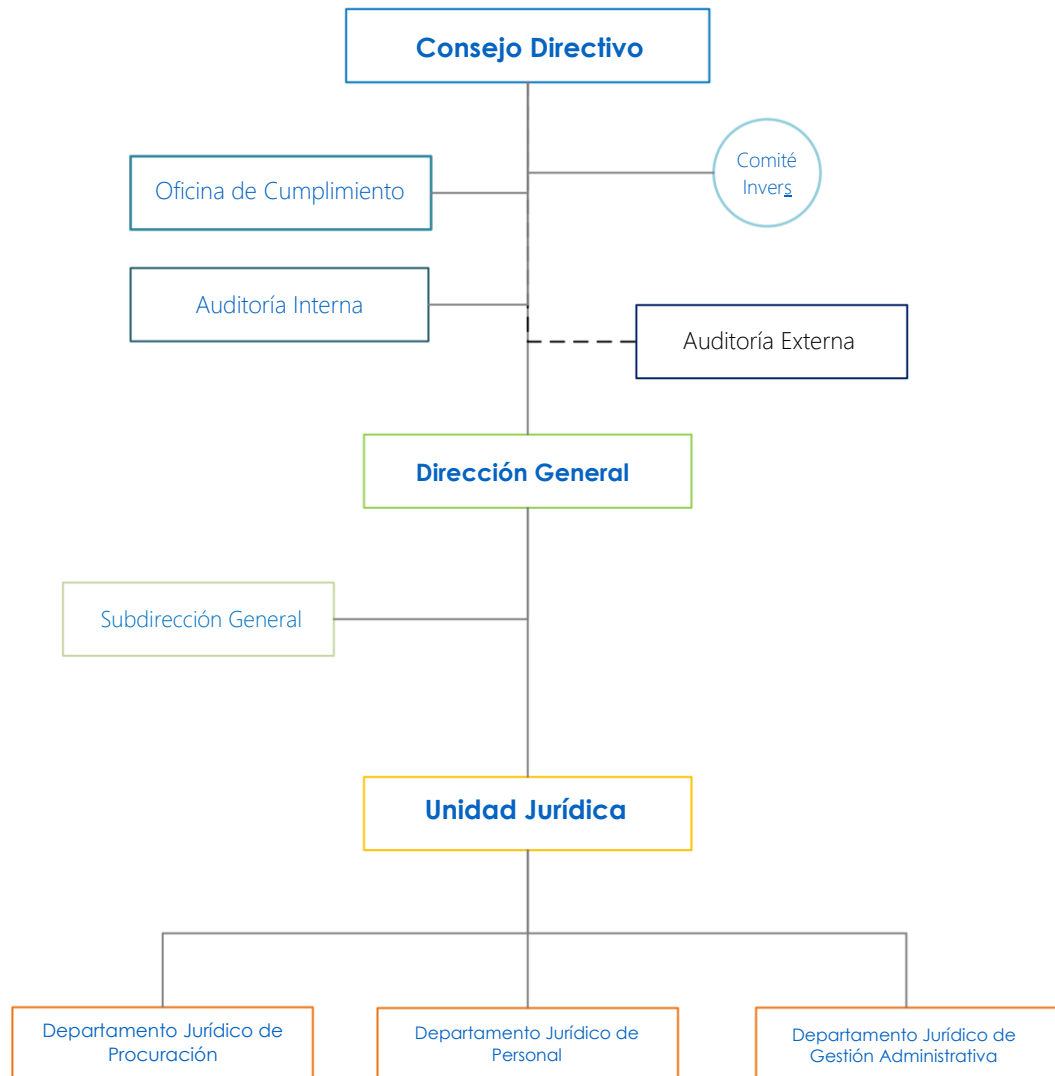 Consejo Directivo
Comité
Invers
Oficina de Cumplimiento
Auditoría Interna
Auditoría Externa
Dirección General
Subdirección General
Unidad Jurídica
Departamento Jurídico de
Procuración
Departamento Jurídico de
Personal
Departamento Jurídico de
Gestión Administrativa